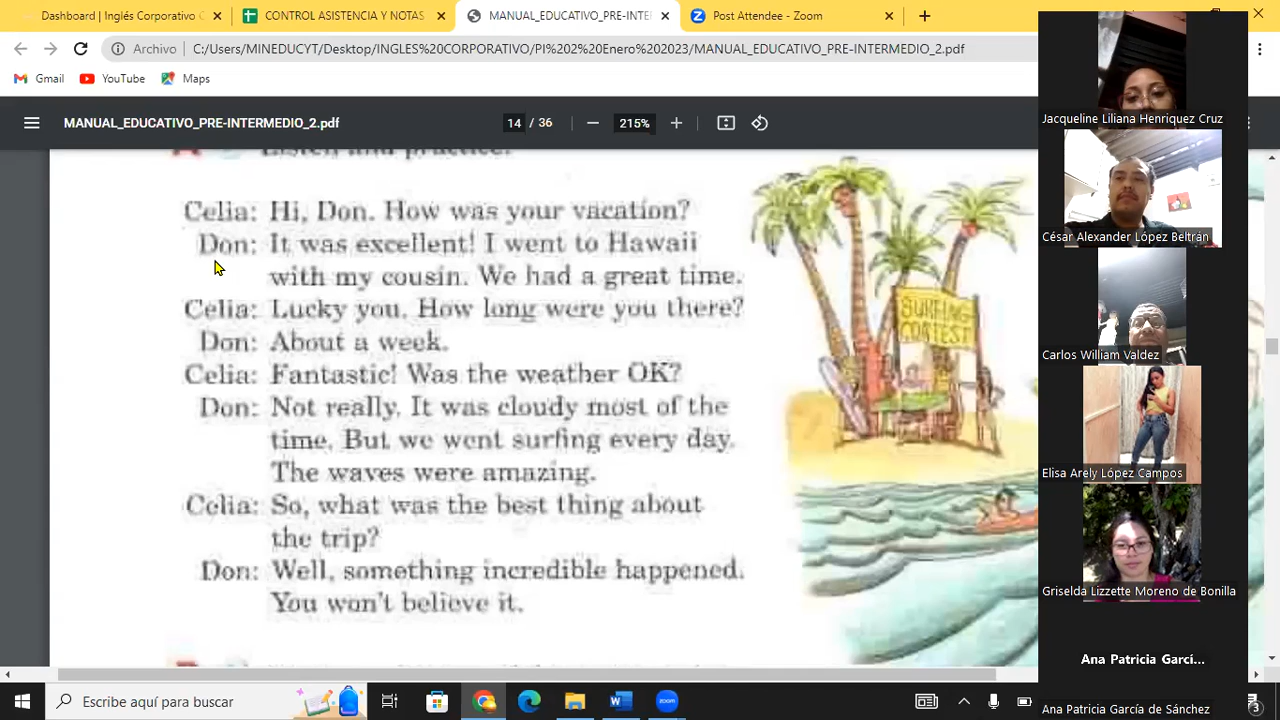 Dashboard | Inglés Corporativo
CONTROL ASISTENCIA Y NOTAS
MANUAL_EDUCATIVO_PRE-INTERMEDIO
Post Attendee - Zoom
Archivo
C:/Users/MINEDUCYT/Desktop/INGLES%20CORPORATIVO/PI%202%20Enero%202023/MANUAL_EDUCATIVO_PRE-INTERMEDIO_2.pdf
Gmail
YouTube
Maps
MANUAL_EDUCATIVO_PRE-INTERMEDIO_2.pdf
14 / 36
215%
Listen and practice.
Celia: Hi, Don. How was your vacation?
Don: It was excellent! I went to Hawaii
with my cousin. We had a great time.
Celia: Lucky you. How long were you there?
Don: About a week.
Celia: Fantastic! Was the weather OK?
Don: Not really. It was cloudy most of the
time. But we went surfing every day.
The waves were amazing.
Celia: So, what was the best thing about
the trip?
Don: Well, something incredible happened.
You won't believe it.
SURFING
CONTEST
Jacqueline Liliana Henriquez Cruz
César Alexander López Beltrán
Carlos William Valdez
Elisa Arely López Campos
Griselda Lizzette Moreno de Bonilla
Ana Patricia Garcí...
Ana Patricia García de Sánchez
Escribe aquí para buscar
zoom
3